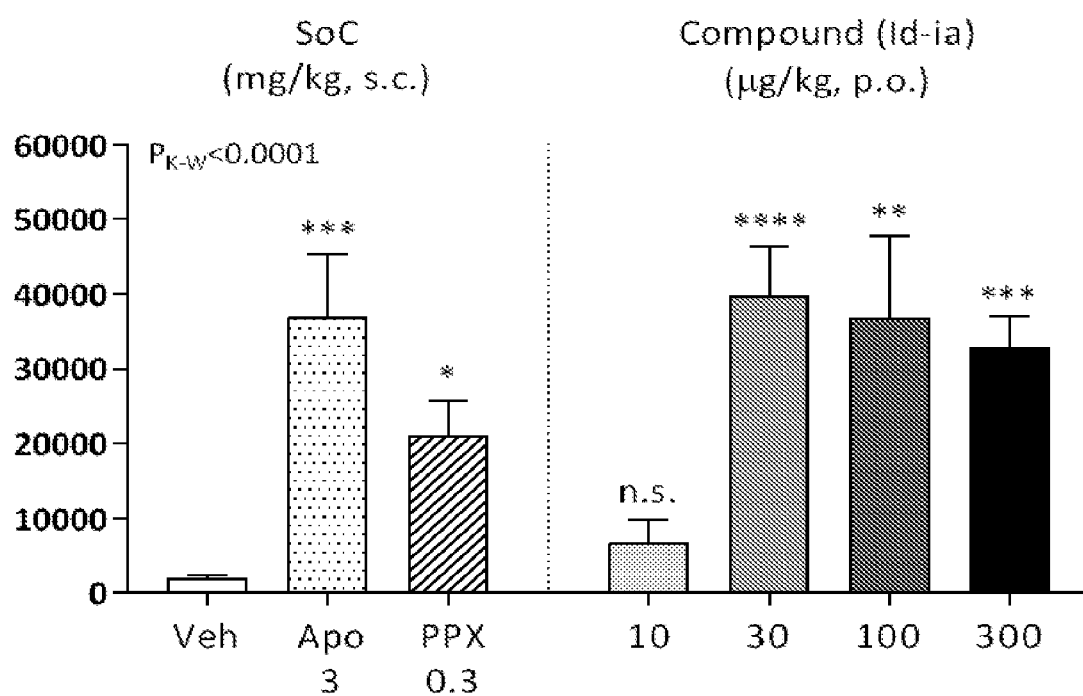 SoC
(mg/kg, s.c.)
Compound (Id-ia)
(µg/kg, p.o.)
60000
50000
40000
30000
20000
10000
0
P_K-W<0.0001
***
*
n.s.
****
**
***
Veh
Apo
3
PPX
0.3
10
30
100
300